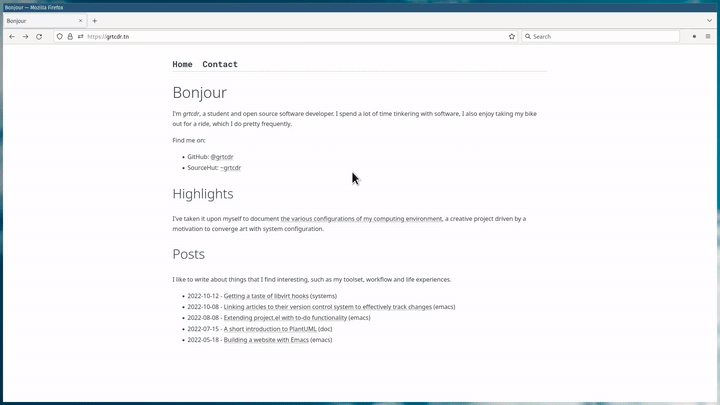 Bonjour — Mozilla Firefox
Bonjour
https://grtcdr.tn
Search
Home Contact
Bonjour
I'm grtcdr, a student and open source software developer. I spend a lot of time tinkering with software, I also enjoy taking my bike
out for a ride, which I do pretty frequently.
Find me on:
• GitHub: @grtcdr
• SourceHut: ~grtcdr
Highlights
I've taken it upon myself to document the various configurations of my computing environment, a creative project driven by a
motivation to converge art with system configuration.
Posts
I like to write about things that I find interesting, such as my toolset, workflow and life experiences.
• 2022-10-12 - Getting a taste of libvirt hooks (systems)
• 2022-10-08 - Linking articles to their version control system to effectively track changes (emacs)
• 2022-08-08 - Extending project.el with to-do functionality (emacs)
• 2022-07-15 - A short introduction to PlantUML (doc)
• 2022-05-18 - Building a website with Emacs (emacs)